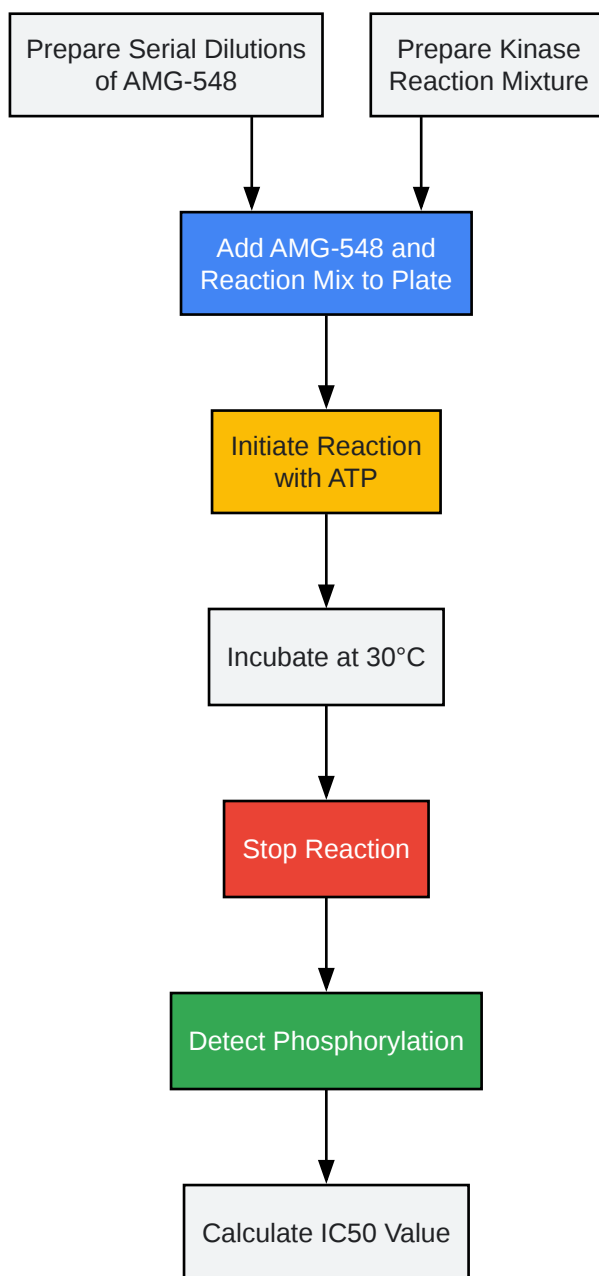 Prepare Serial Dilutions
of AMG-548
Prepare Kinase
Reaction Mixture
Add AMG-548 and
Reaction Mix to Plate
Initiate Reaction
with ATP
Incubate at 30°C
Stop Reaction
Detect Phosphorylation
Calculate IC50 Value